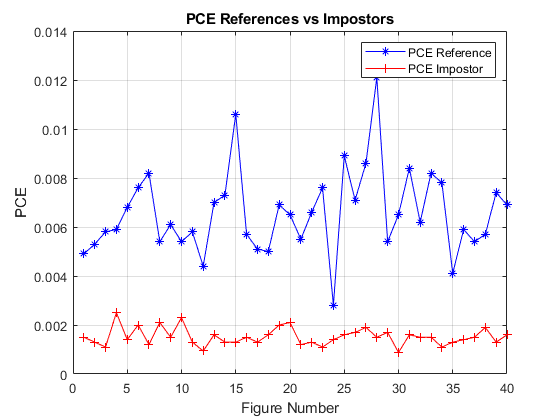 PCE References vs Impostors
0.014
0.012
0.01
0.008
0.006
0.004
0.002
0
PCE
PCE Reference
PCE Impostor
0 5 10 15 20 25 30 35 40
Figure Number